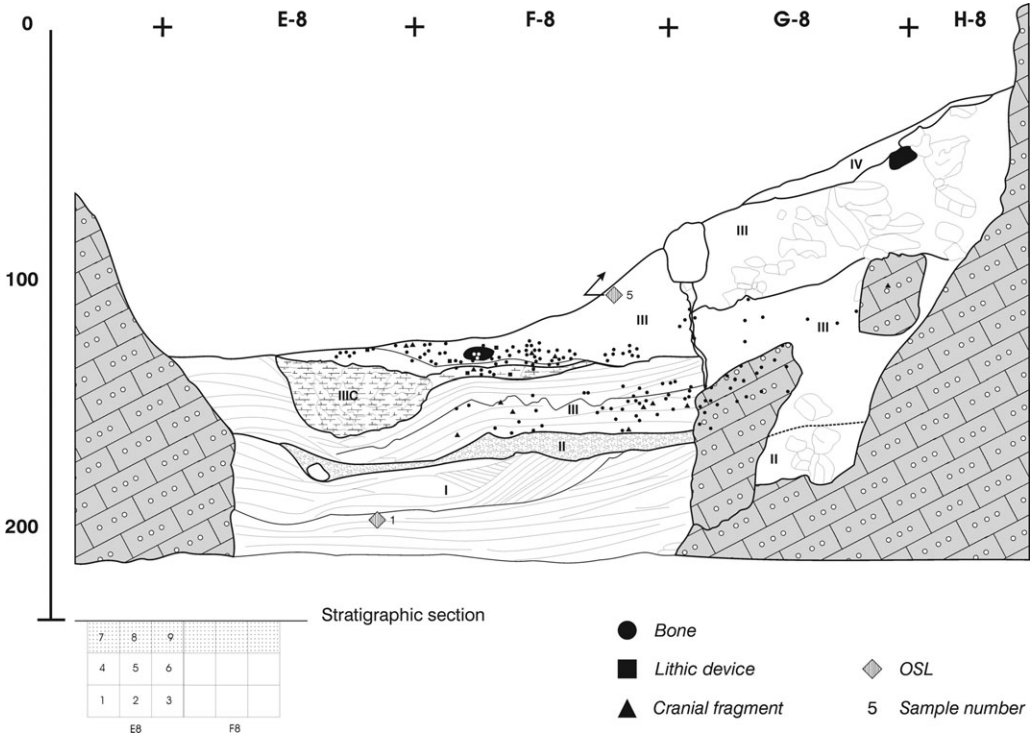 0 E-8 F-8 G-8 H-8
IV
III
100
5
III
III
IIIC
III
II
II
I
200
1
Stratigraphic section
7 8 9
4 5 6
1 2 3
E8 F8
Bone
Lithic device OSL
Cranial fragment 5 Sample number